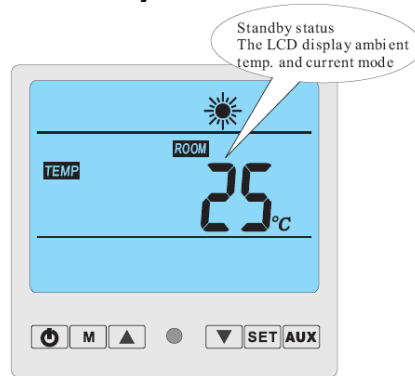 Standby status
The LCD display ambient
temp. and current mode
ROOM
TEMP
25°C
M SET AUX